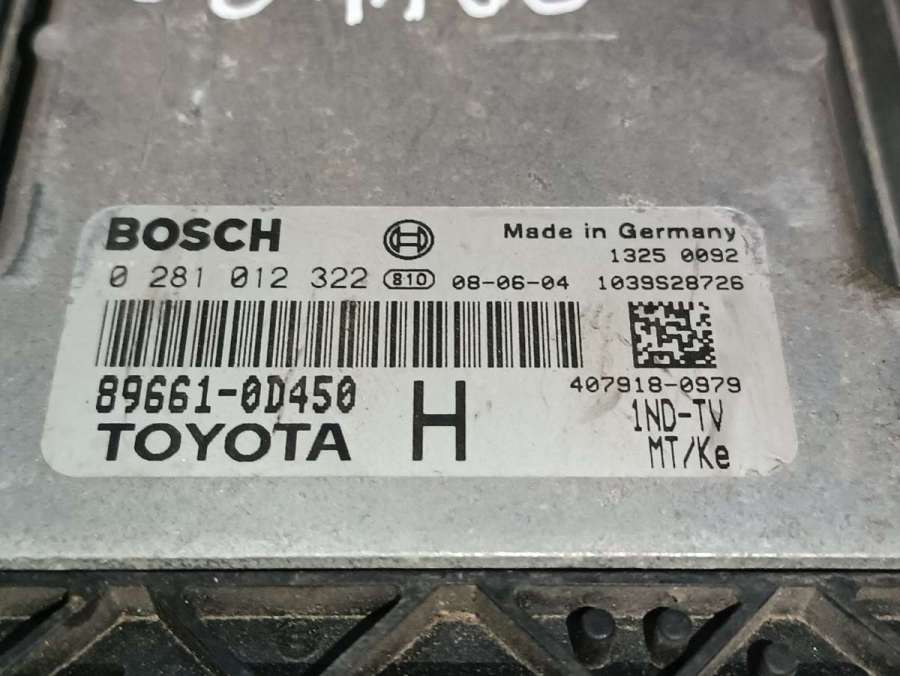 BOSCH
Made in Germany
1325 0092
0 281 012 322 810 08-06-04 1039S28726
407918-0979
89661-0D450
H
1ND-TV
TOYOTA
MT/Ke